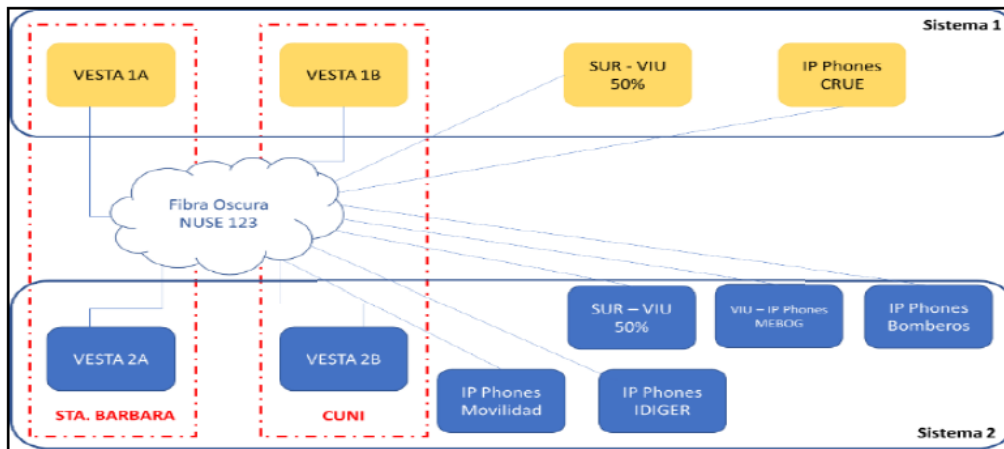 Sistema 1
VESTA 1A
VESTA 1B
SUR - VIU
50%
IP Phones
CRUE
Fibra Oscura
NUSE 123
SUR – VIU
50%
VIU – IP Phones
MEBOG
IP Phones
Bomberos
VESTA 2A
VESTA 2B
IP Phones
Movilidad
IP Phones
IDIGER
STA. BARBARA
CUNI
Sistema 2